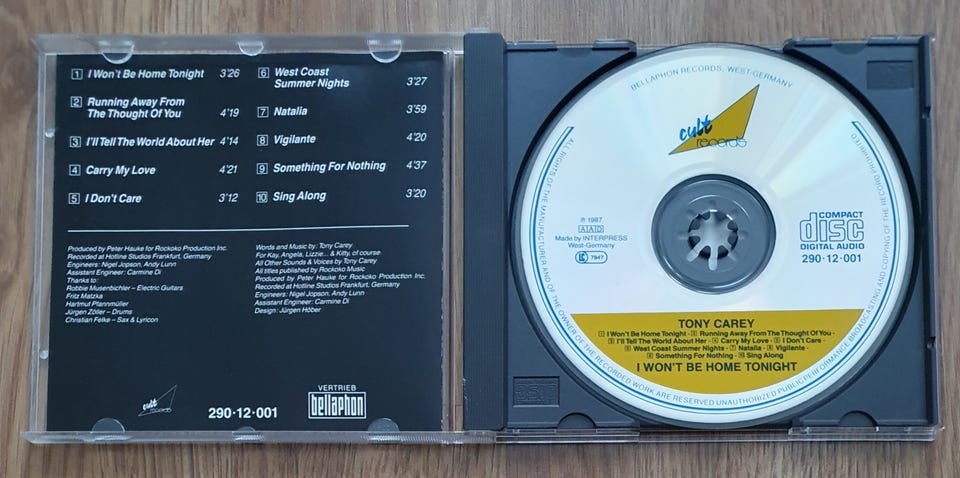 1 I Won't Be Home Tonight 3'26
2 Running Away From
The Thought Of You 4'19
3 I'll Tell The World About Her 4'14
4 Carry My Love 4'21
5 I Don't Care 3'12
6 West Coast
Summer Nights 3'27
7 Natalia 3'59
8 Vigilante 4'20
9 Something For Nothing 4'37
10 Sing Along 3'20
Produced by Peter Hauke for Rockoko Production Inc.
Recorded at Hotline Studios Frankfurt, Germany
Engineers: Nigel Jopson, Andy Lunn
Assistant Engineer: Carmine Di
Thanks to:
Robbie Musenbichler – Electric Guitars
Fritz Matzka
Hartmut Pfannmüller
Jürgen Zöller – Drums
Christian Felke – Sax & Lyricon
Words and Music by: Tony Carey
For Kay, Angela, Lizzie... & Kitty, of course
All Other Sounds & Voices by Tony Carey
All titles published by Rockoko Music
Produced by Peter Hauke for Rockoko Production Inc.
Recorded at Hotline Studios Frankfurt, Germany
Engineers: Nigel Jopson, Andy Lunn
Assistant Engineer: Carmine Di
Design: Jürgen Höber
cult
records
290·12·001
VERTRIEB
bellaphon
BELLAPHON RECORDS, WEST-GERMANY
cult
records
℗ 1987
AAD
Made by INTERPRESS
West-Germany
LC 7947
COMPACT
disc
DIGITAL AUDIO
290·12·001
TONY CAREY
1 I Won't Be Home Tonight · 2 Running Away From The Thought Of You ·
3 I'll Tell The World About Her · 4 Carry My Love · 5 I Don't Care ·
6 West Coast Summer Nights · 7 Natalia · 8 Vigilante ·
9 Something For Nothing · 10 Sing Along
I WON'T BE HOME TONIGHT
ALL RIGHTS OF THE MANUFACTURER AND OF THE OWNER OF THE RECORDED WORK ARE RESERVED UNAUTHORIZED PUBLIC PERFORMANCE BROADCASTING AND COPYING OF THE RECORD PROHIBITED